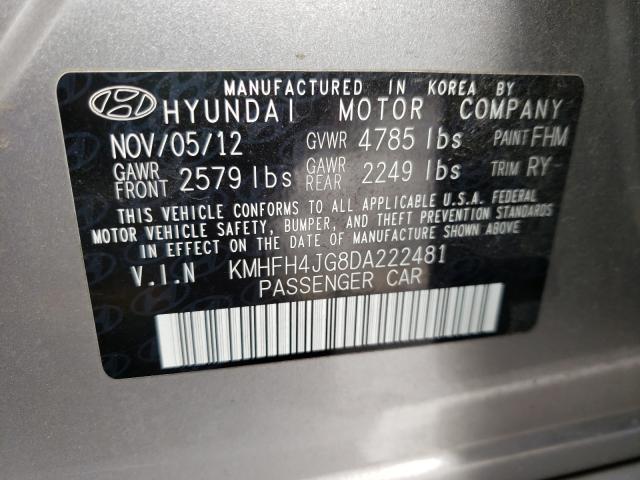 MANUFACTURED IN KOREA BY
HYUNDAI MOTOR COMPANY
NOV/05/12 GVWR 4785 lbs PAINT FHM
GAWR FRONT 2579 lbs GAWR REAR 2249 lbs TRIM RY
THIS VEHICLE CONFORMS TO ALL APPLICABLE U.S.A. FEDERAL
MOTOR VEHICLE SAFETY, BUMPER, AND THEFT PREVENTION STANDARDS
IN EFFECT ON THE DATE OF MANUFACTURE SHOWN ABOVE.
V.I.N KMHFH4JG8DA222481
PASSENGER CAR